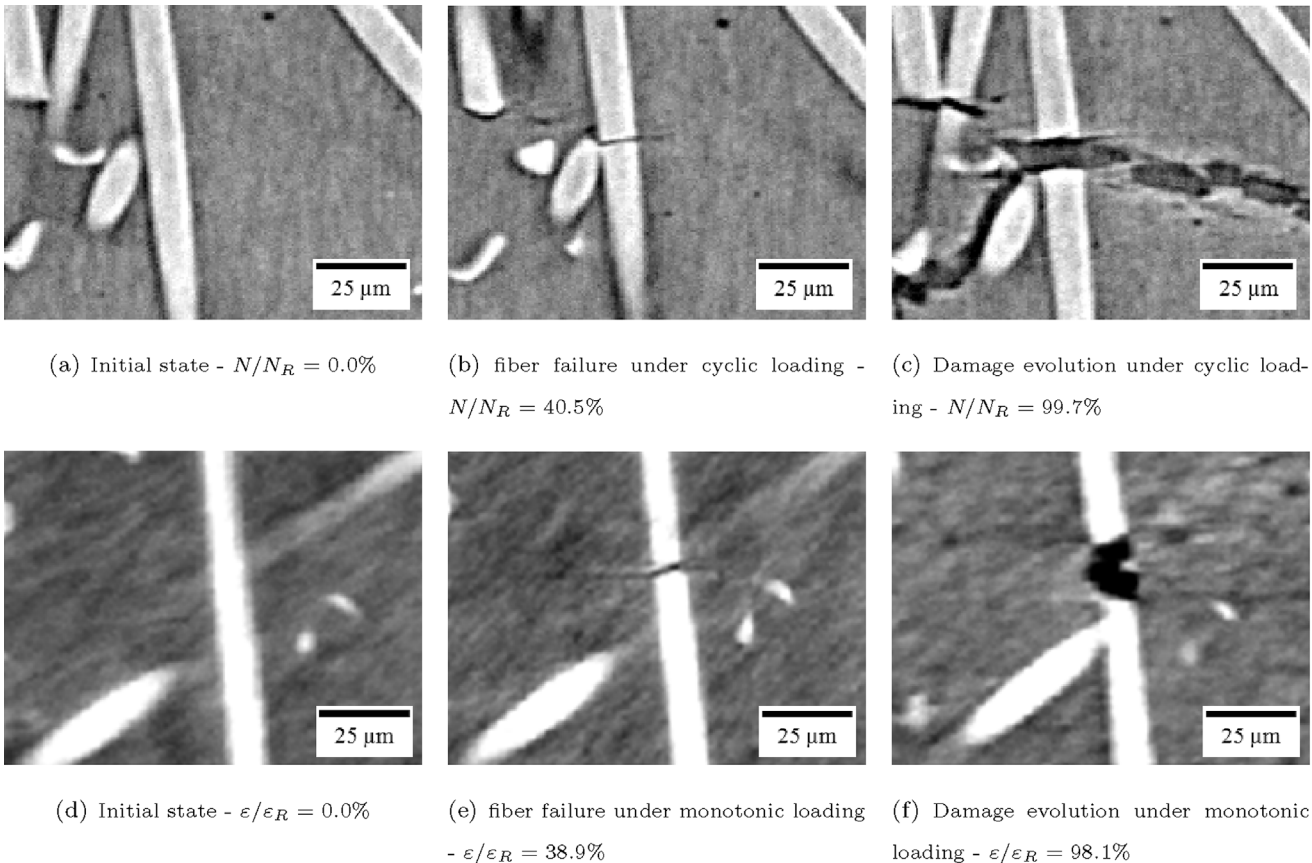 25 µm
25 µm
25 µm
(a) Initial state - N/N_R = 0.0%
(b) fiber failure under cyclic loading -
N/N_R = 40.5%
(c) Damage evolution under cyclic load-
ing - N/N_R = 99.7%
25 µm
25 µm
25 µm
(d) Initial state - ε/ε_R = 0.0%
(e) fiber failure under monotonic loading
- ε/ε_R = 38.9%
(f) Damage evolution under monotonic
loading - ε/ε_R = 98.1%